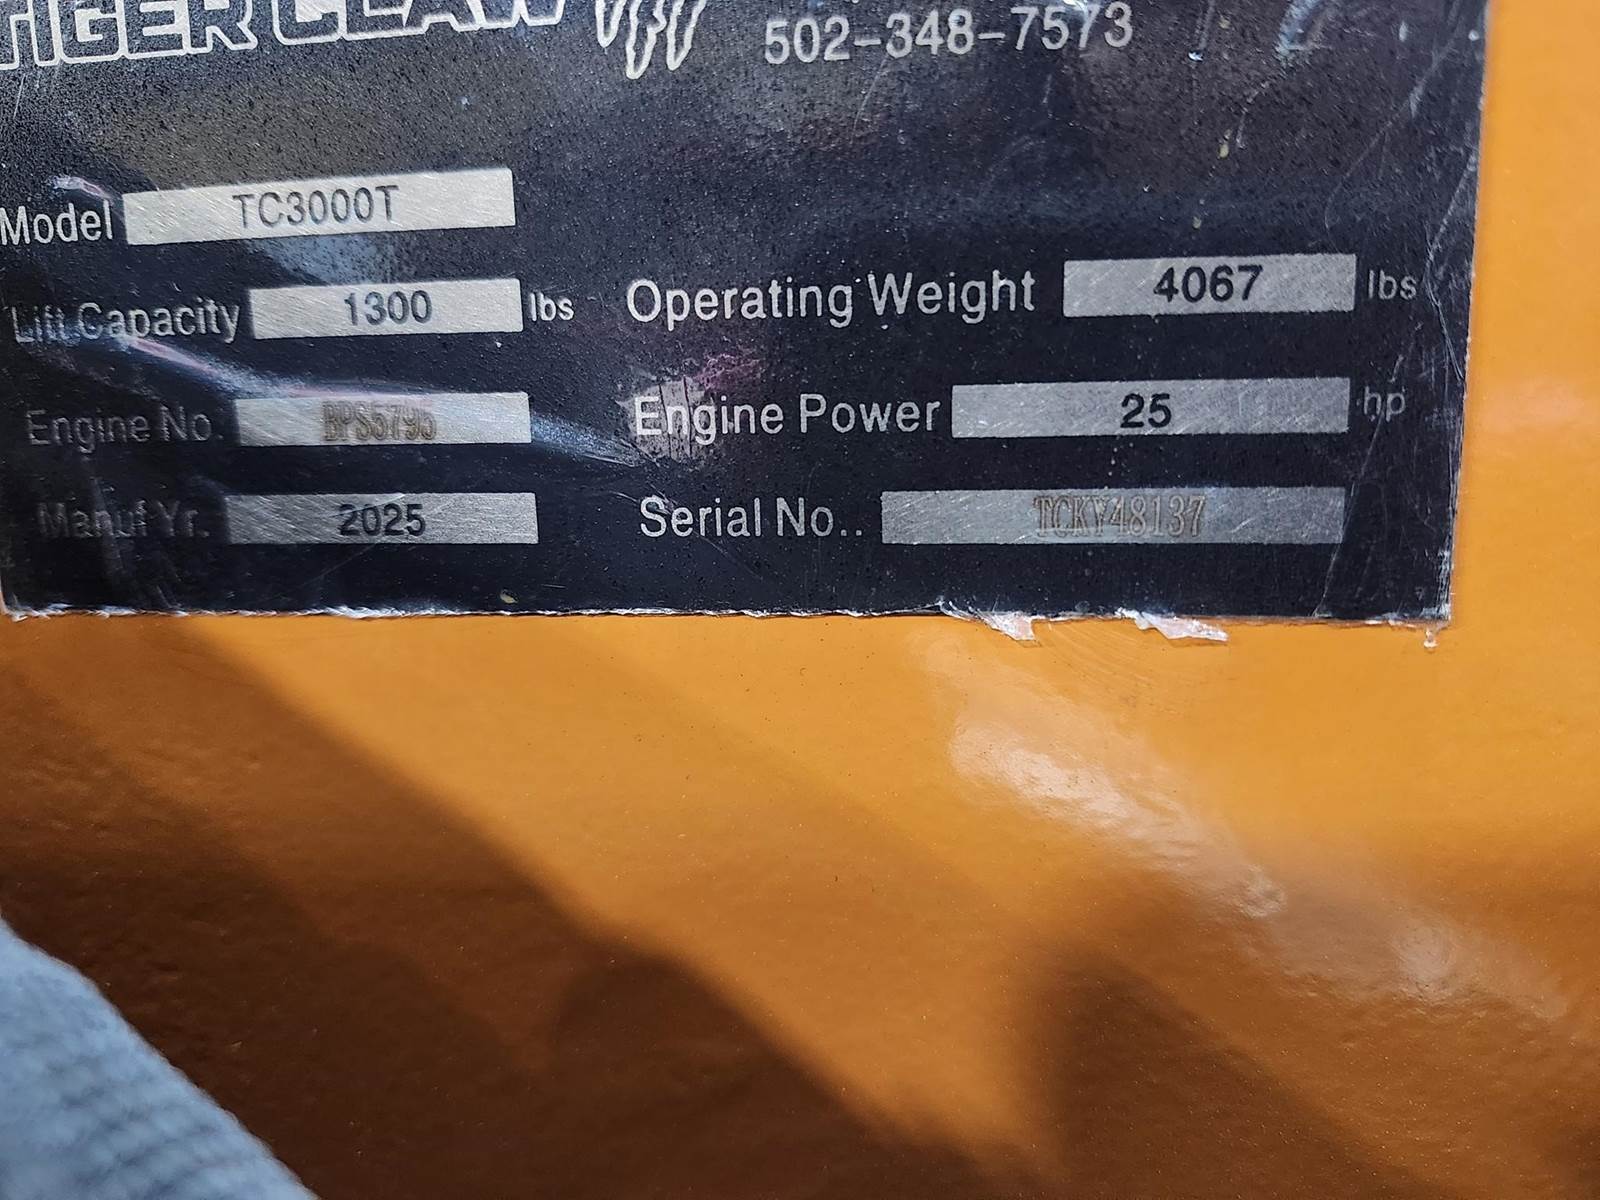 TIGER CLAW
502-348-7573
Model TC3000T
Lift Capacity 1300 lbs Operating Weight 4067 lbs
Engine No. BPS5795 Engine Power 25 hp
Manuf Yr. 2025 Serial No.. TCKY48137